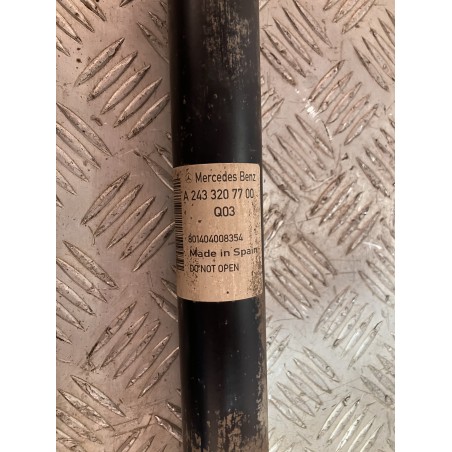 Mercedes Benz
A 243 320 77 00
Q03
801404008354
Made in Spain
DO NOT OPEN